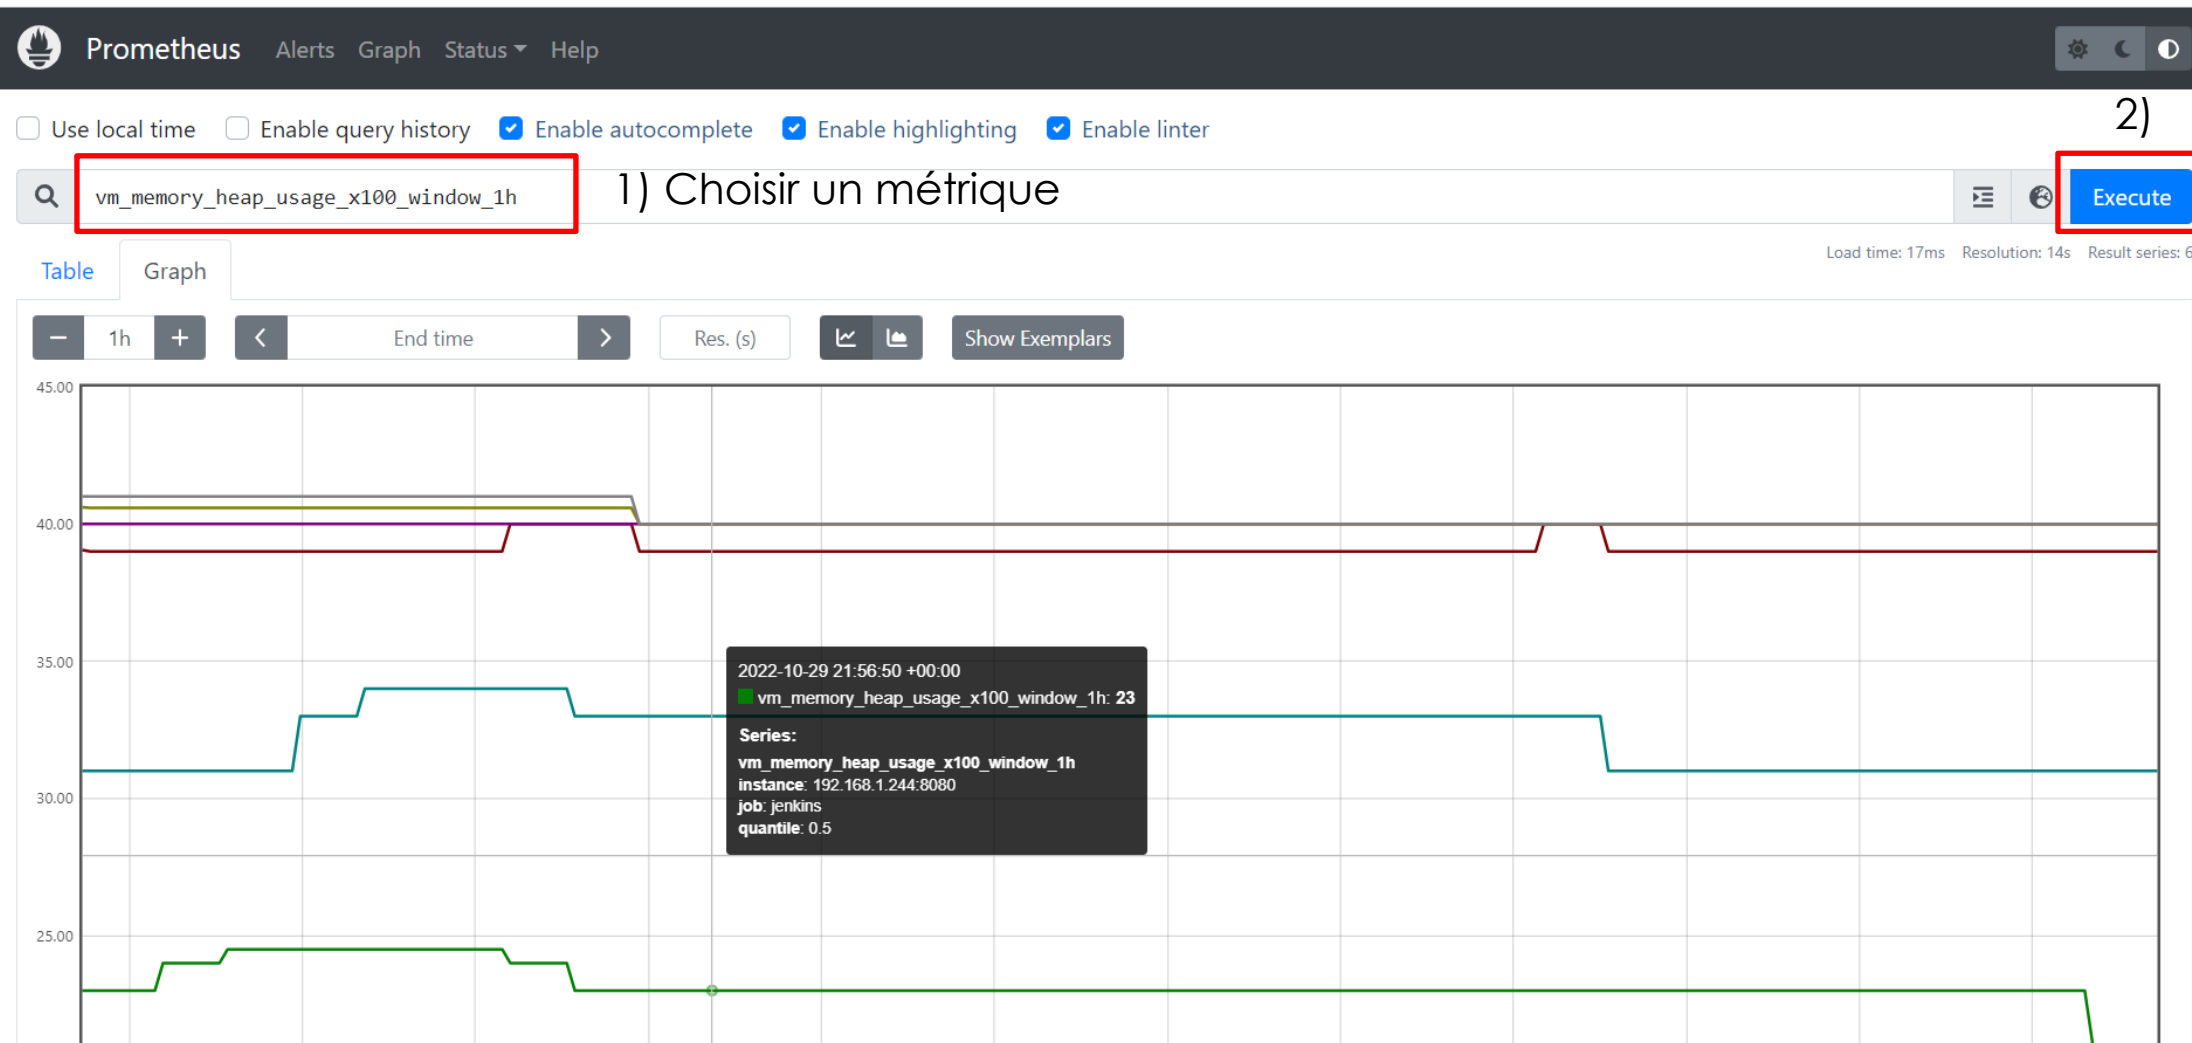 Prometheus Alerts Graph Status Help
2)
Use local time Enable query history Enable autocomplete Enable highlighting Enable linter
vm_memory_heap_usage_x100_window_1h 1) Choisir un métrique Execute
Load time: 17ms Resolution: 14s Result series: 6
Table Graph
− 1h + < End time > Res. (s) Show Exemplars
45.00
40.00
35.00
2022-10-29 21:56:50 +00:00
vm_memory_heap_usage_x100_window_1h: 23
Series:
vm_memory_heap_usage_x100_window_1h
instance: 192.168.1.244:8080
job: jenkins
quantile: 0.5
30.00
25.00